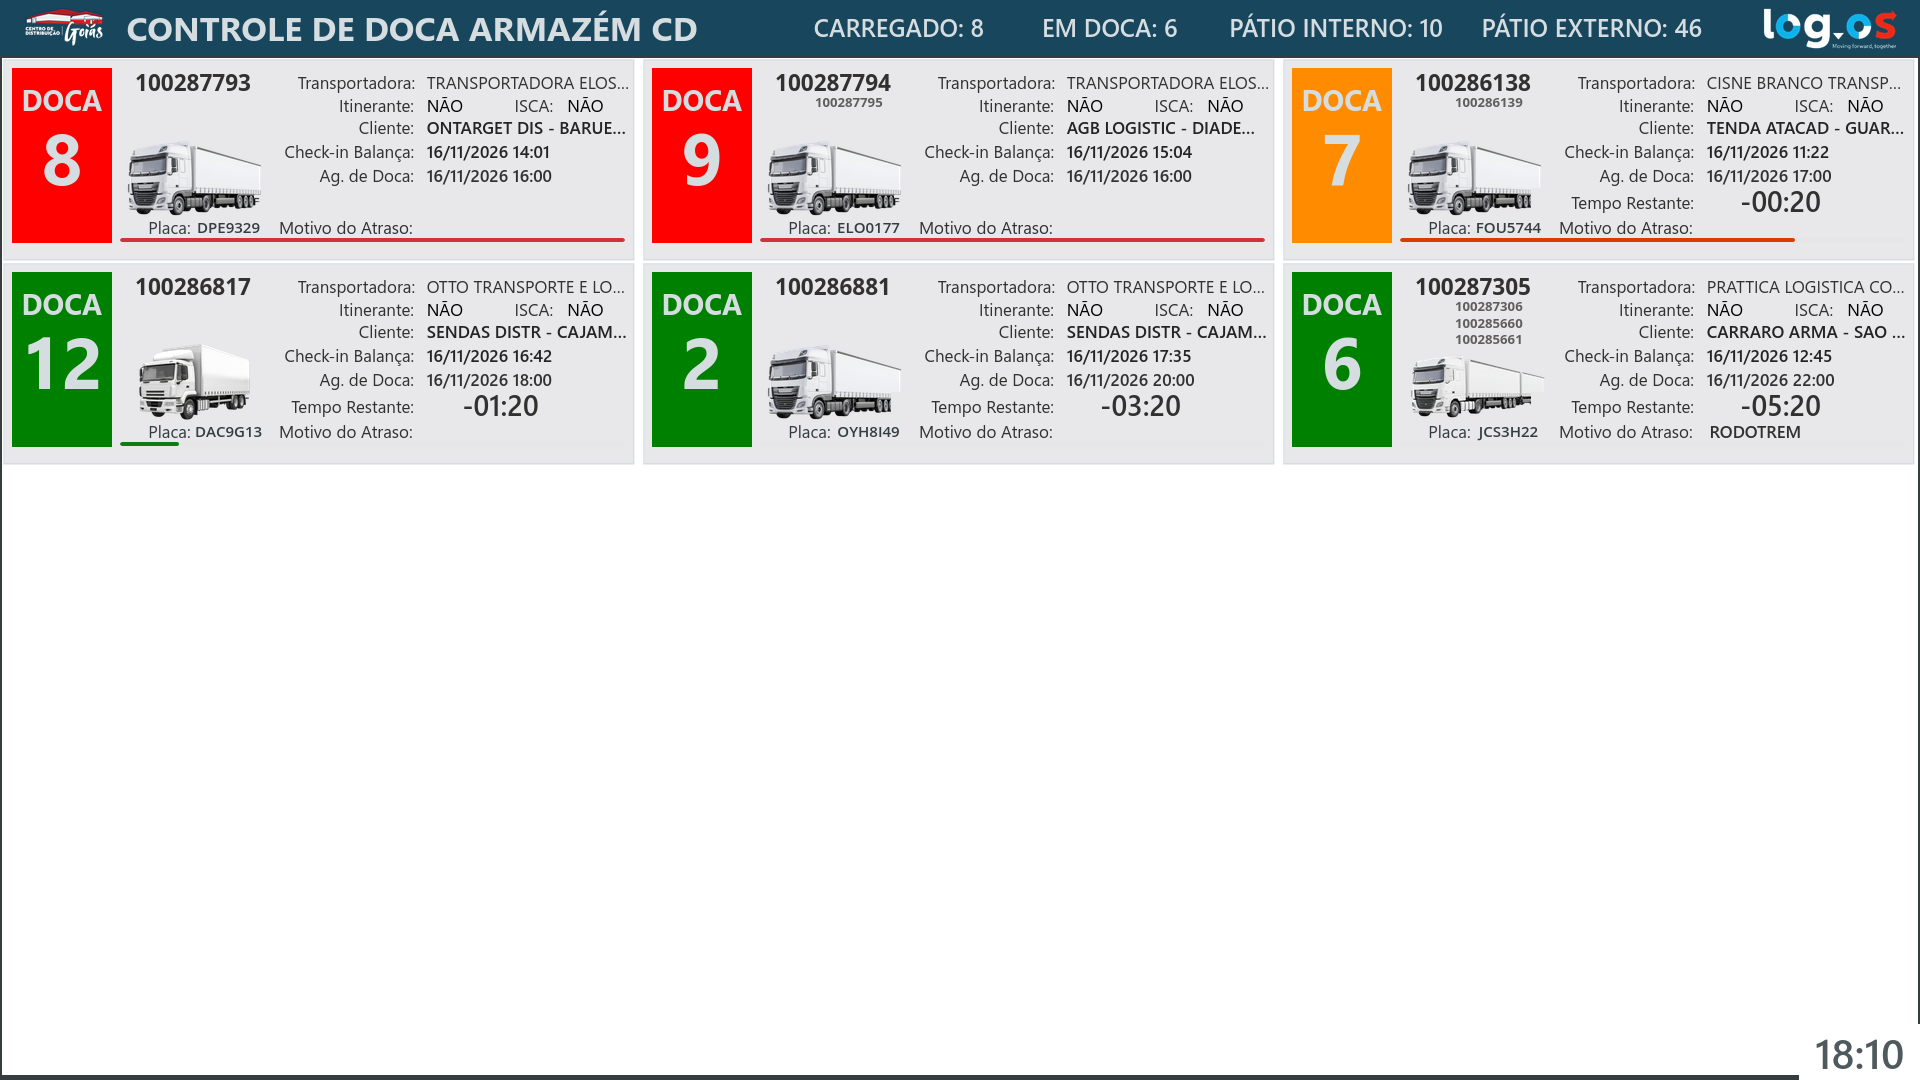 CENTRO DE DISTRIBUIÇÃO Goiás
CONTROLE DE DOCA ARMAZÉM CD
CARREGADO: 8
EM DOCA: 6
PÁTIO INTERNO: 10
PÁTIO EXTERNO: 46
log.os
Moving forward, together
DOCA
8
100287793
Transportadora: TRANSPORTADORA ELOS...
Itinerante: NÃO ISCA: NÃO
Cliente: ONTARGET DIS - BARUE...
Check-in Balança: 16/11/2026 14:01
Ag. de Doca: 16/11/2026 16:00
Placa: DPE9329 Motivo do Atraso:
DOCA
9
100287794
100287795
Transportadora: TRANSPORTADORA ELOS...
Itinerante: NÃO ISCA: NÃO
Cliente: AGB LOGISTIC - DIADE...
Check-in Balança: 16/11/2026 15:04
Ag. de Doca: 16/11/2026 16:00
Placa: ELO0177 Motivo do Atraso:
DOCA
7
100286138
100286139
Transportadora: CISNE BRANCO TRANSP...
Itinerante: NÃO ISCA: NÃO
Cliente: TENDA ATACAD - GUAR...
Check-in Balança: 16/11/2026 11:22
Ag. de Doca: 16/11/2026 17:00
Tempo Restante: -00:20
Placa: FOU5744 Motivo do Atraso:
DOCA
12
100286817
Transportadora: OTTO TRANSPORTE E LO...
Itinerante: NÃO ISCA: NÃO
Cliente: SENDAS DISTR - CAJAM...
Check-in Balança: 16/11/2026 16:42
Ag. de Doca: 16/11/2026 18:00
Tempo Restante: -01:20
Placa: DAC9G13 Motivo do Atraso:
DOCA
2
100286881
Transportadora: OTTO TRANSPORTE E LO...
Itinerante: NÃO ISCA: NÃO
Cliente: SENDAS DISTR - CAJAM...
Check-in Balança: 16/11/2026 17:35
Ag. de Doca: 16/11/2026 20:00
Tempo Restante: -03:20
Placa: OYH8I49 Motivo do Atraso:
DOCA
6
100287305
100287306
100285660
100285661
Transportadora: PRATTICA LOGISTICA CO...
Itinerante: NÃO ISCA: NÃO
Cliente: CARRARO ARMA - SAO ...
Check-in Balança: 16/11/2026 12:45
Ag. de Doca: 16/11/2026 22:00
Tempo Restante: -05:20
Placa: JCS3H22 Motivo do Atraso: RODOTREM
18:10